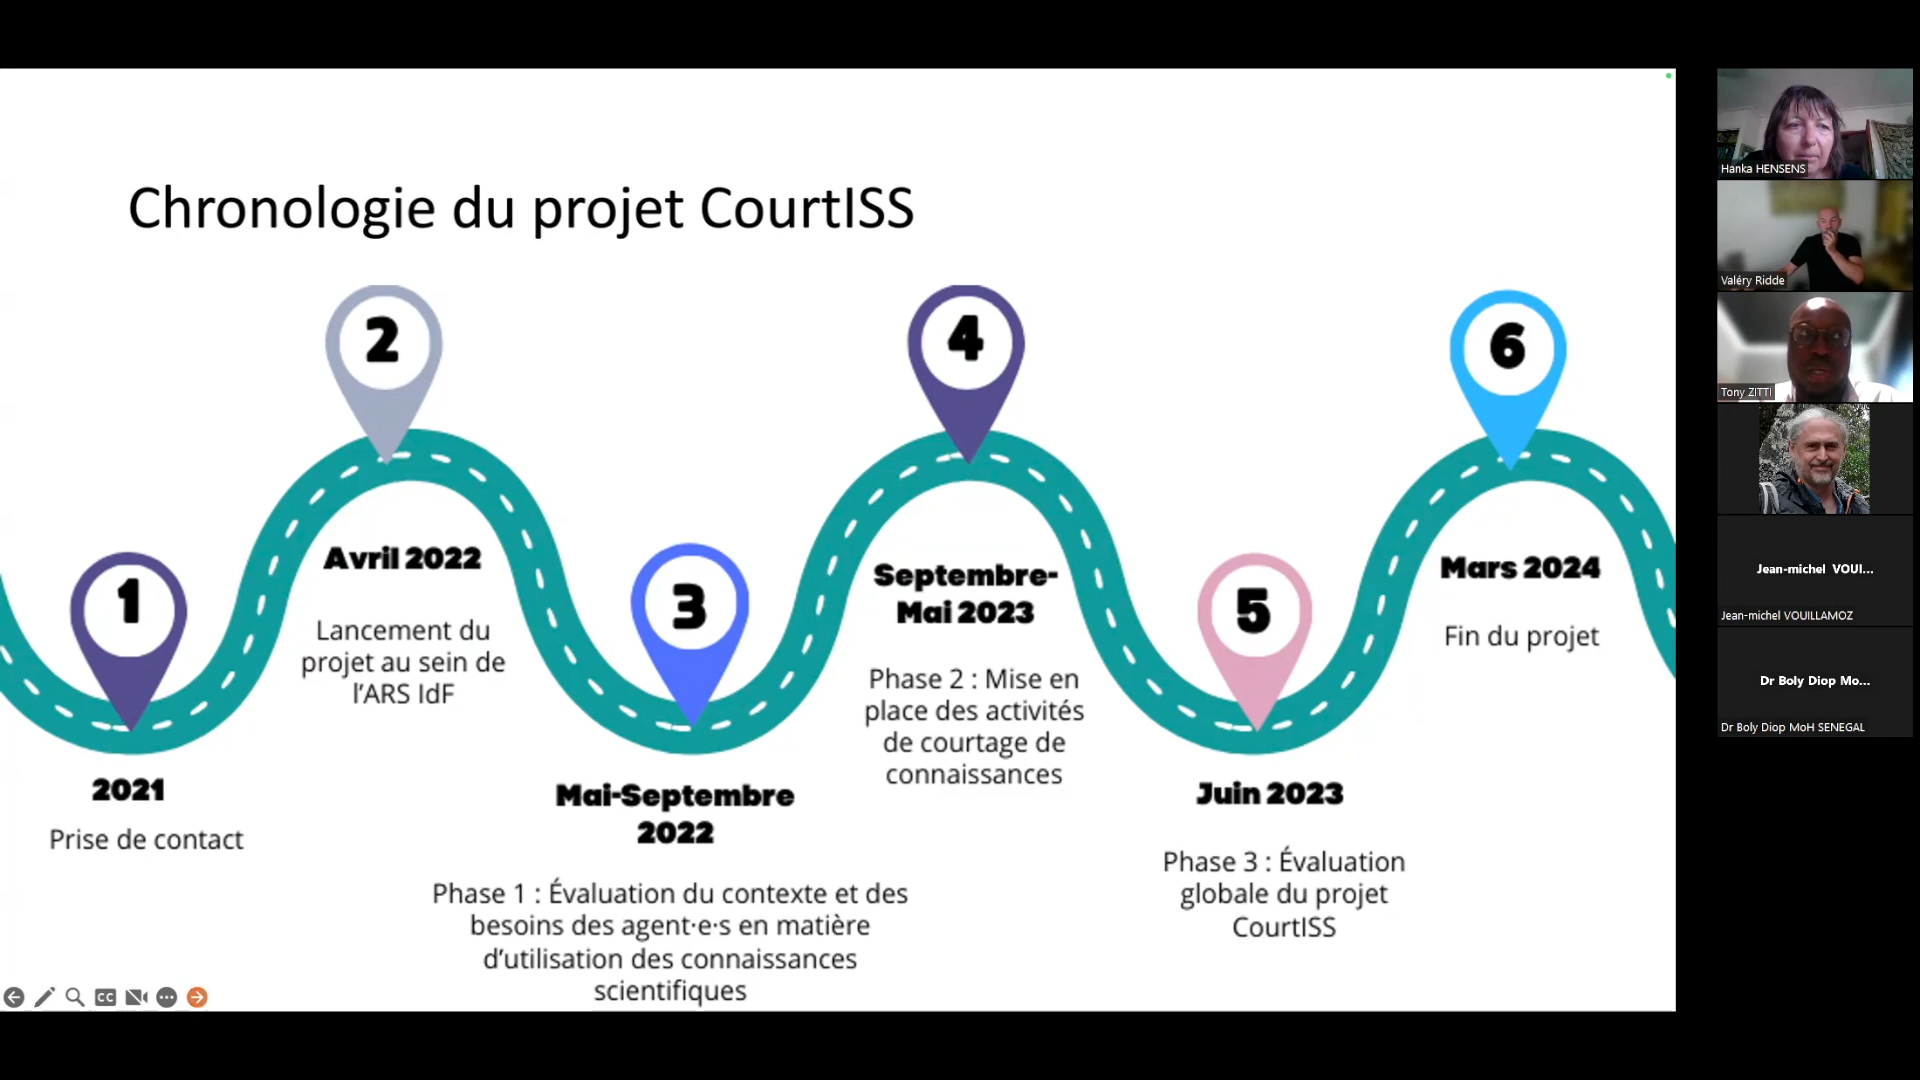 Chronologie du projet CourtISS
1
2021
Prise de contact
2
Avril 2022
Lancement du
projet au sein de
l'ARS IdF
3
Mai-Septembre
2022
Phase 1 : Évaluation du contexte et des
besoins des agent·e·s en matière
d'utilisation des connaissances
scientifiques
4
Septembre-
Mai 2023
Phase 2 : Mise en
place des activités
de courtage de
connaissances
5
Juin 2023
Phase 3 : Évaluation
globale du projet
CourtISS
6
Mars 2024
Fin du projet
CC
Hanka HENSENS
Valéry Ridde
Tony ZITTI
Jean-michel VOUI...
Jean-michel VOUILLAMOZ
Dr Boly Diop Mo...
Dr Boly Diop MoH SENEGAL